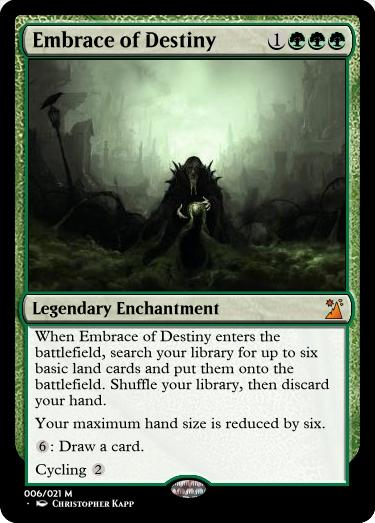 Embrace of Destiny 1
Legendary Enchantment
When Embrace of Destiny enters the
battlefield, search your library for up to six
basic land cards and put them onto the
battlefield. Shuffle your library, then discard
your hand.
Your maximum hand size is reduced by six.
6: Draw a card.
Cycling 2
006/021 M
· Christopher Kapp